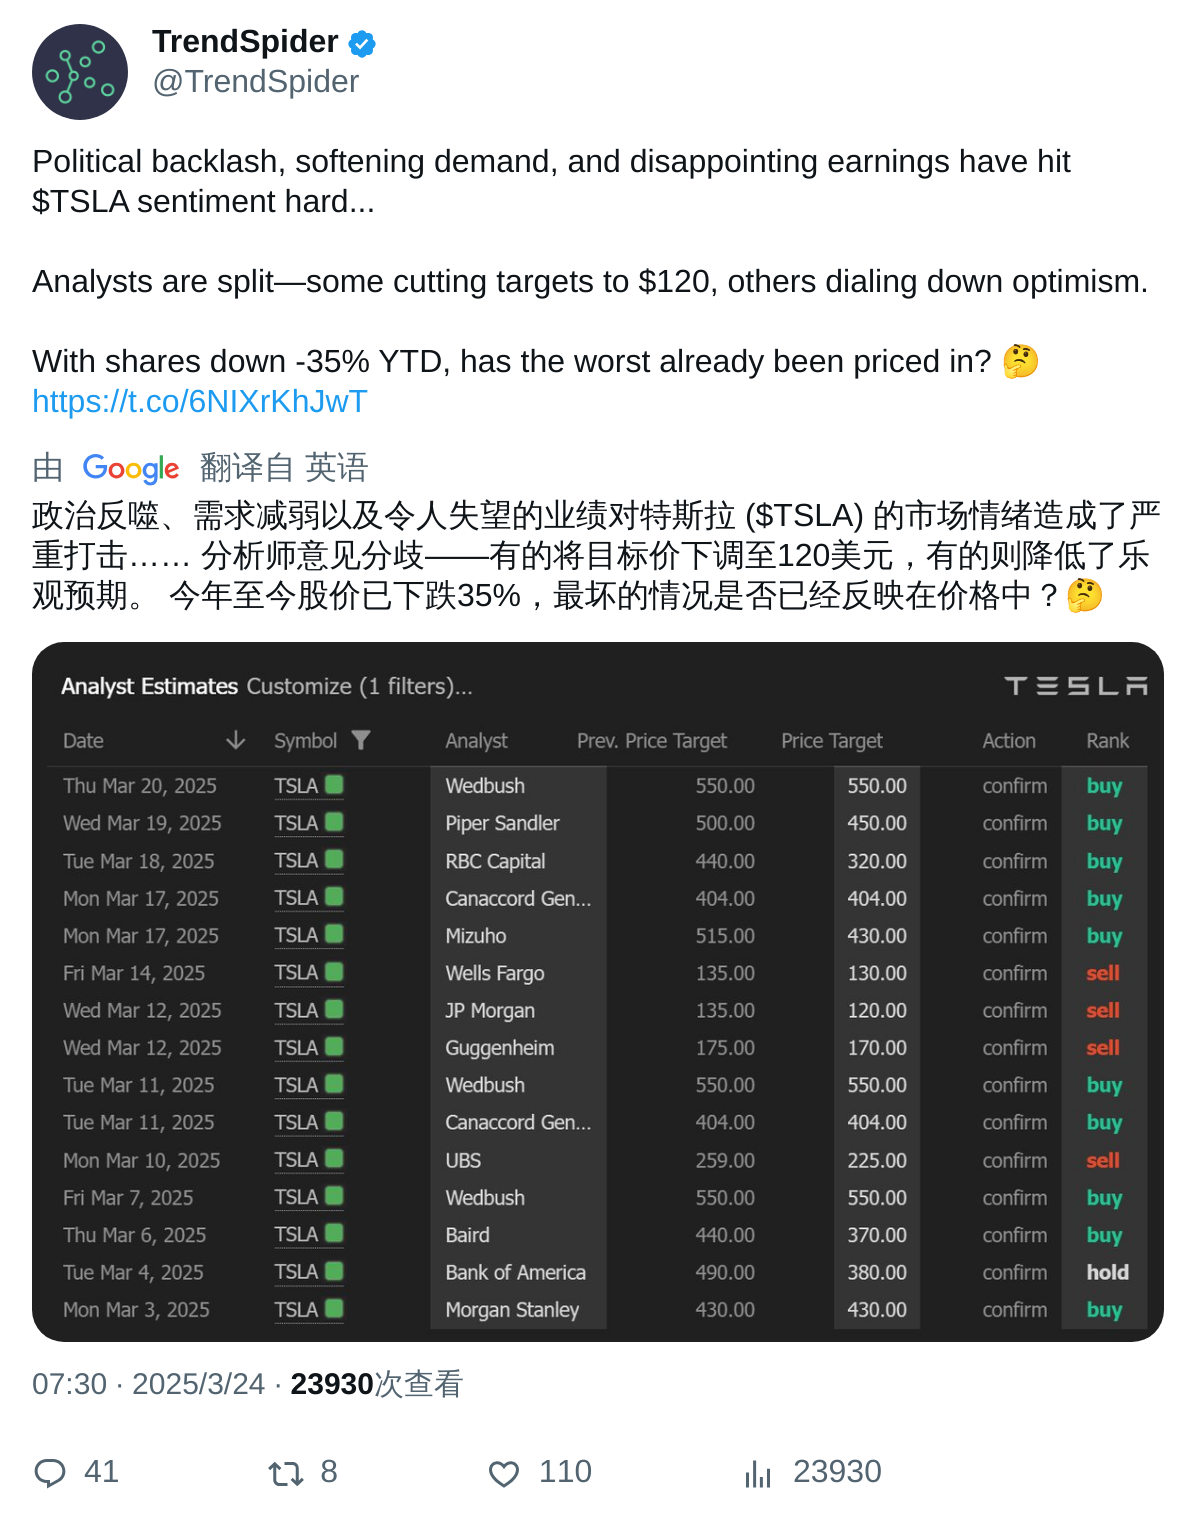 TrendSpider
@TrendSpider
Political backlash, softening demand, and disappointing earnings have hit
$TSLA sentiment hard...
Analysts are split—some cutting targets to $120, others dialing down optimism.
With shares down -35% YTD, has the worst already been priced in? 🤔
https://t.co/6NIXrKhJwT
由 Google 翻译自 英语
政治反噬、需求减弱以及令人失望的业绩对特斯拉 ($TSLA) 的市场情绪造成了严
重打击…… 分析师意见分歧——有的将目标价下调至120美元，有的则降低了乐
观预期。 今年至今股价已下跌35%，最坏的情况是否已经反映在价格中？🤔
Analyst Estimates Customize (1 filters)... TESLA
Date Symbol Analyst Prev. Price Target Price Target Action Rank
Thu Mar 20, 2025 TSLA Wedbush 550.00 550.00 confirm buy
Wed Mar 19, 2025 TSLA Piper Sandler 500.00 450.00 confirm buy
Tue Mar 18, 2025 TSLA RBC Capital 440.00 320.00 confirm buy
Mon Mar 17, 2025 TSLA Canaccord Gen... 404.00 404.00 confirm buy
Mon Mar 17, 2025 TSLA Mizuho 515.00 430.00 confirm buy
Fri Mar 14, 2025 TSLA Wells Fargo 135.00 130.00 confirm sell
Wed Mar 12, 2025 TSLA JP Morgan 135.00 120.00 confirm sell
Wed Mar 12, 2025 TSLA Guggenheim 175.00 170.00 confirm sell
Tue Mar 11, 2025 TSLA Wedbush 550.00 550.00 confirm buy
Tue Mar 11, 2025 TSLA Canaccord Gen... 404.00 404.00 confirm buy
Mon Mar 10, 2025 TSLA UBS 259.00 225.00 confirm sell
Fri Mar 7, 2025 TSLA Wedbush 550.00 550.00 confirm buy
Thu Mar 6, 2025 TSLA Baird 440.00 370.00 confirm buy
Tue Mar 4, 2025 TSLA Bank of America 490.00 380.00 confirm hold
Mon Mar 3, 2025 TSLA Morgan Stanley 430.00 430.00 confirm buy
07:30 · 2025/3/24 · 23930次查看
41 8 110 23930